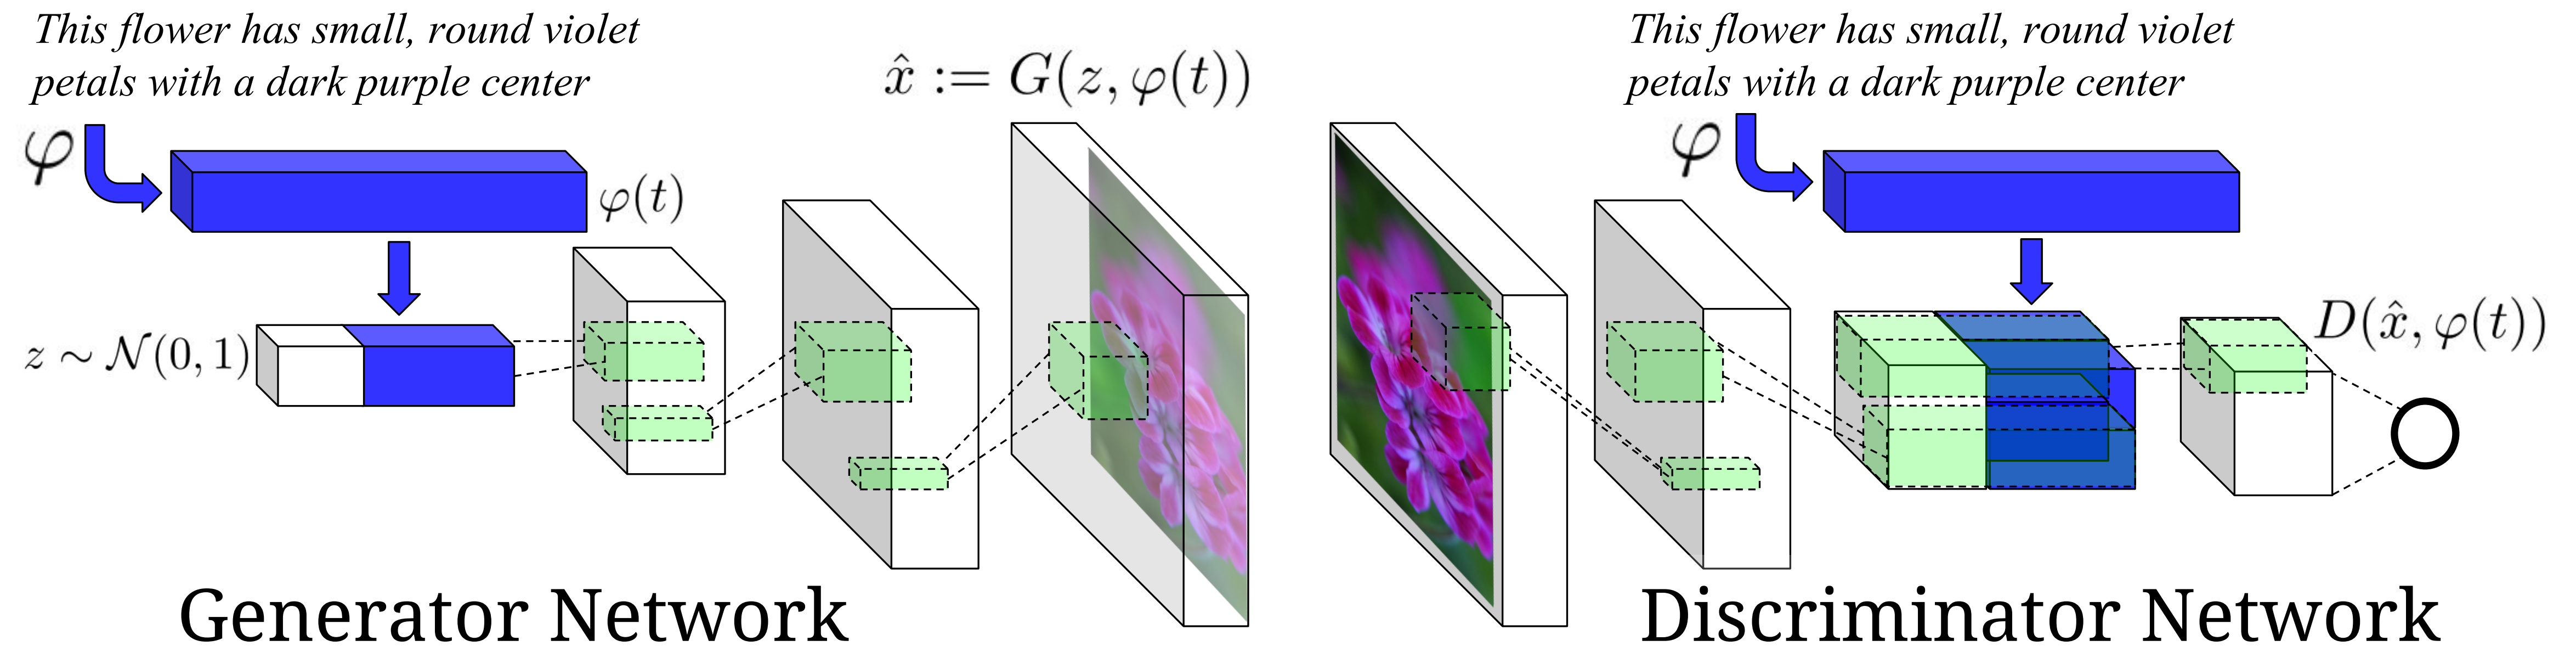 This flower has small, round violet
petals with a dark purple center
φ
φ(t)
z ~ 𝒩(0, 1)
x̂ := G(z, φ(t))
Generator Network
This flower has small, round violet
petals with a dark purple center
φ
D(x̂, φ(t))
Discriminator Network